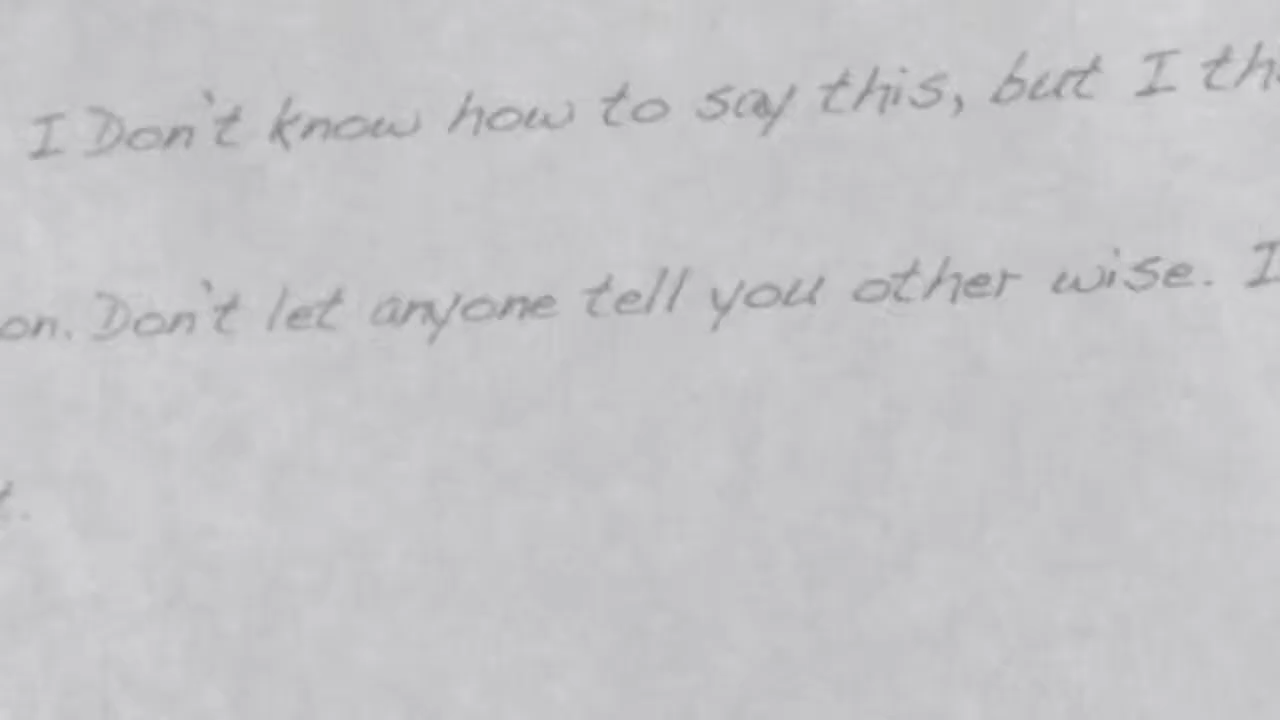 I Don't know how to say this, but I th
on. Don't let anyone tell you other wise. I
t.